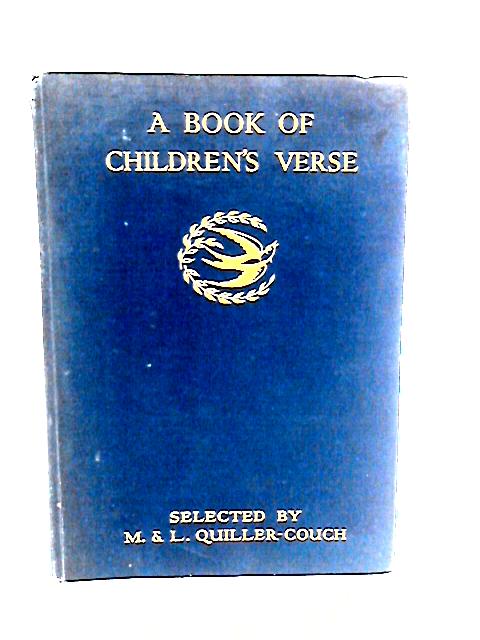 A BOOK OF
CHILDREN'S VERSE
SELECTED BY
M. & L. QUILLER-COUCH